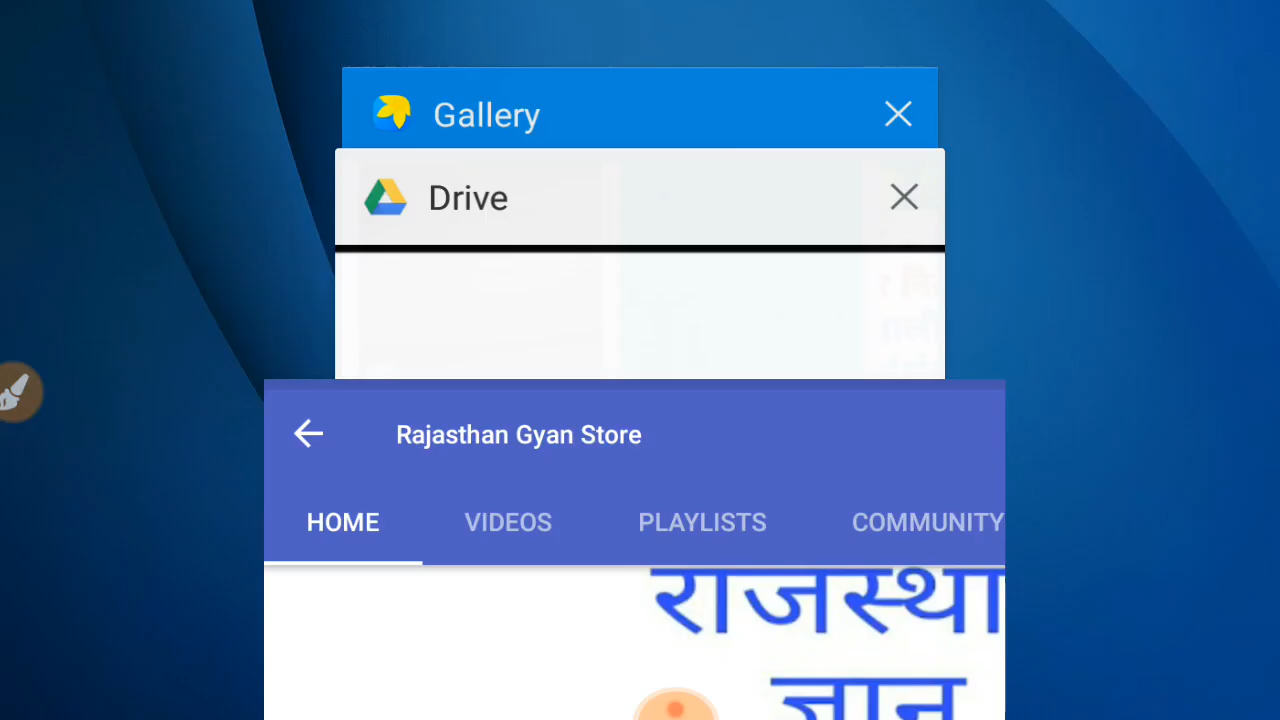 Gallery
Drive
Rajasthan Gyan Store
HOME VIDEOS PLAYLISTS COMMUNITY
राजस्था
ज्ञान